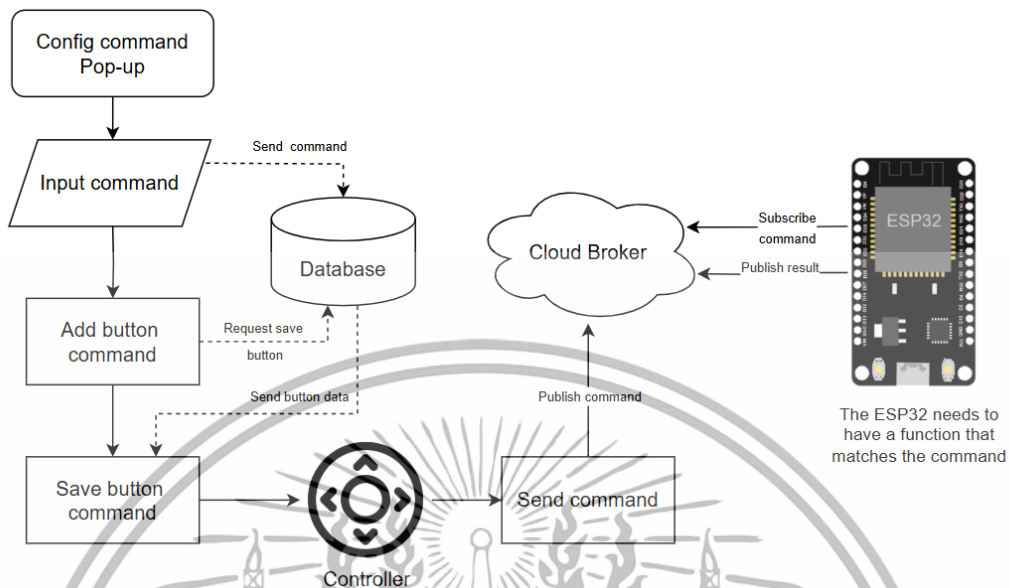 Config command
Pop-up
Send command
Input command
ESP32
Subscribe
command
Cloud Broker
Database
Publish result
Add button
command
Request save
button
Send button data
Publish command
The ESP32 needs to
have a function that
matches the command
Save button
command
Send command
Controller